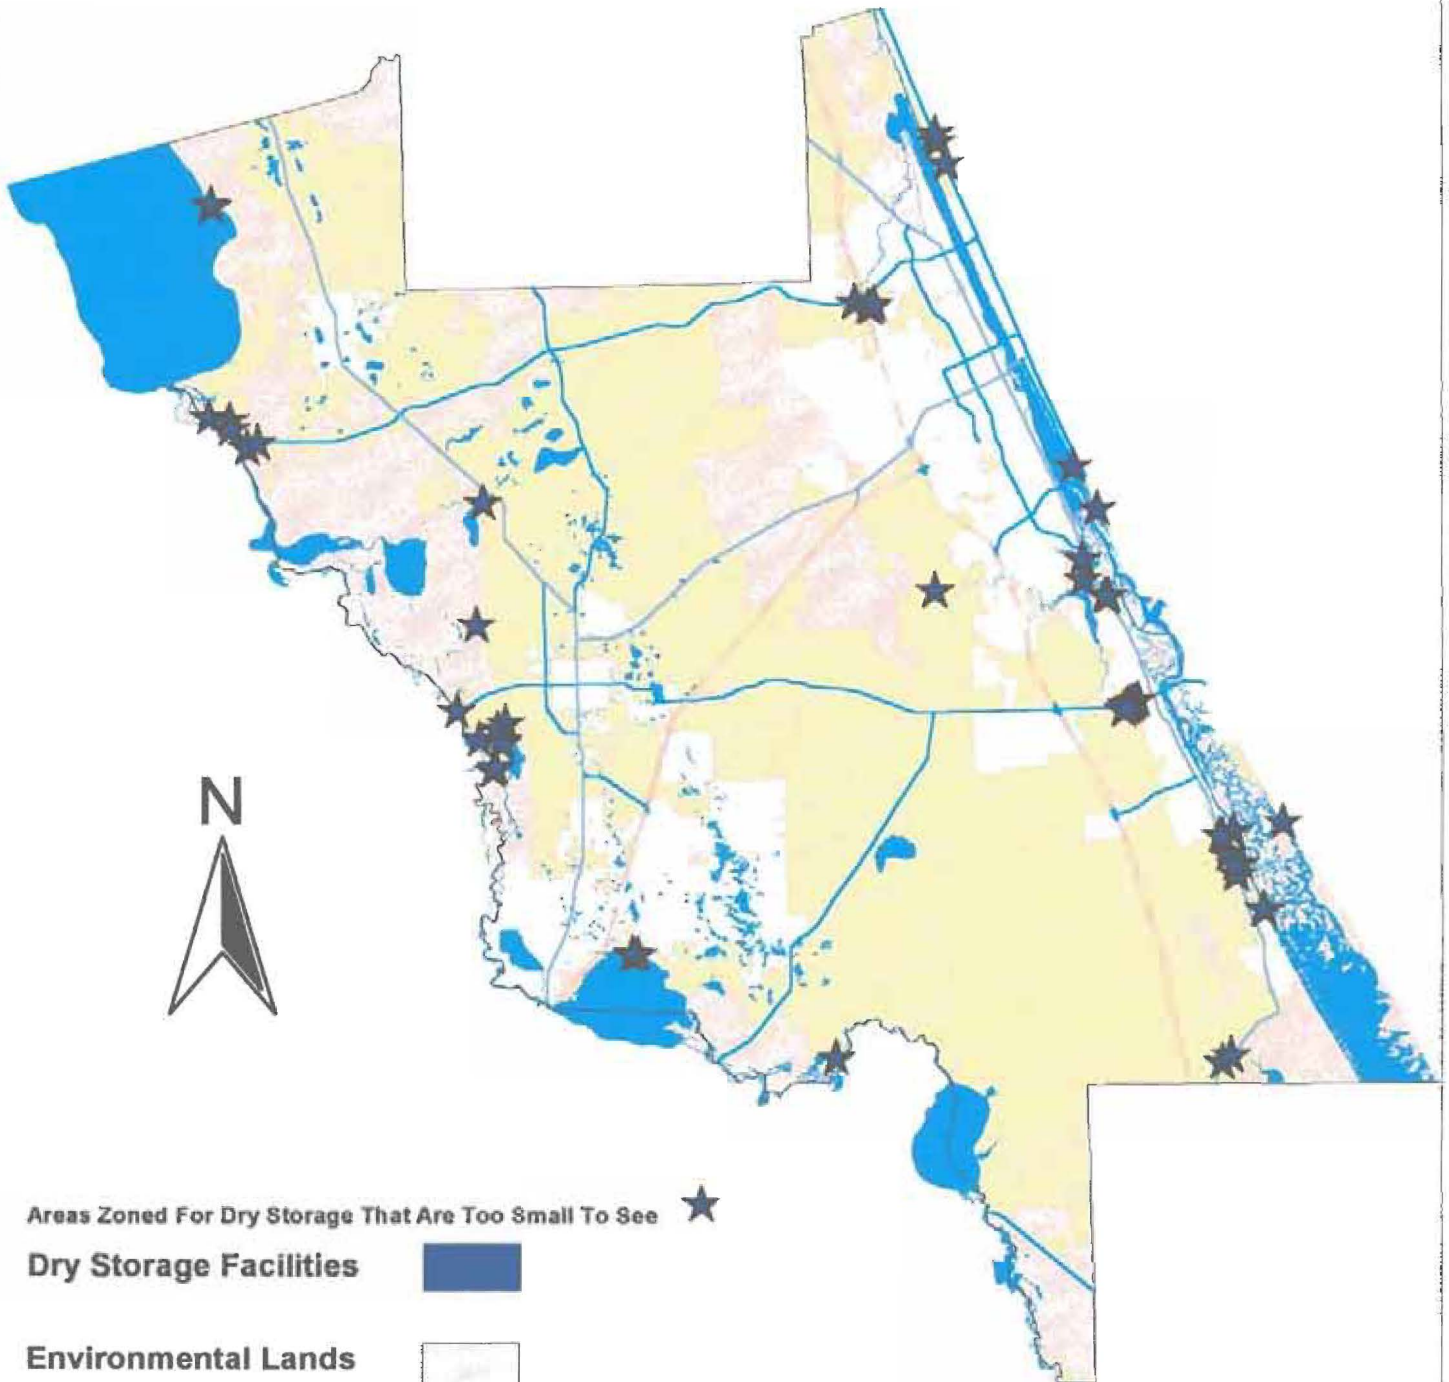 N
Areas Zoned For Dry Storage That Are Too Small To See
Dry Storage Facilities
Environmental Lands